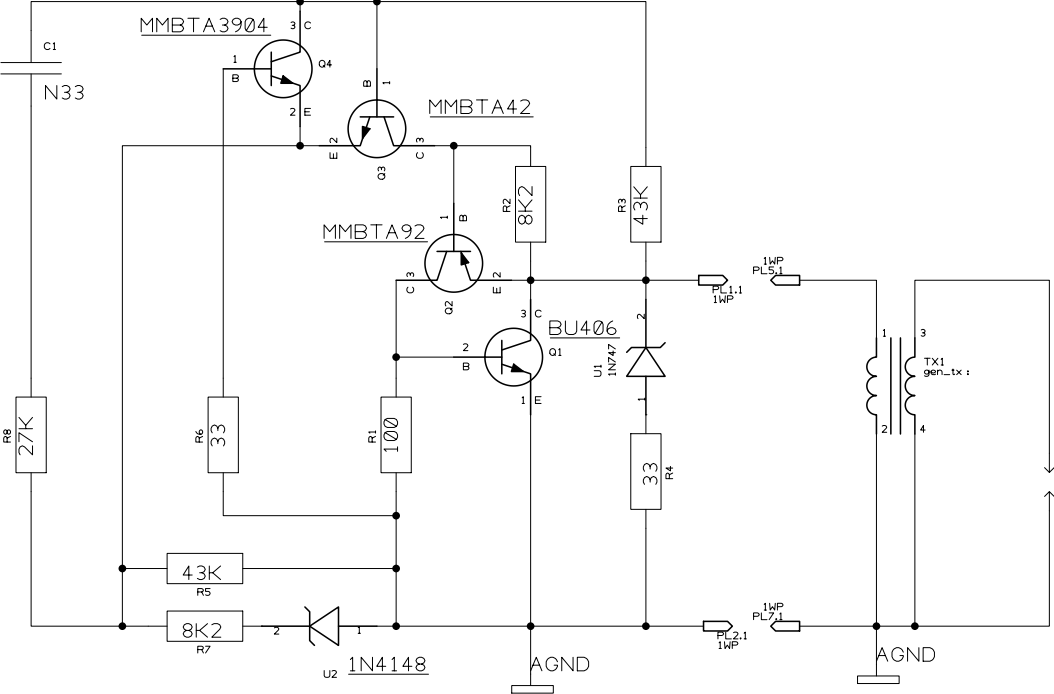 MMBTA3904
3 C
C1
1
B
Q4
N33
B 1
2 E
MMBTA42
E 2
C 3
Q3
R2
8K2
R3
43K
1 B
MMBTA92
1WP
PL5.1
C 3
E 2
PL1.1
1WP
Q2
3 C
BU406
2
B
Q1
2
U1
1N747
1 3
TX1
gen_tx :
1 E
1
2 4
R8
27K
R6
33
R1
100
33
R4
43K
R5
8K2
R7
2
1
U2
1N4148
1WP
PL7.1
PL2.1
1WP
AGND
AGND